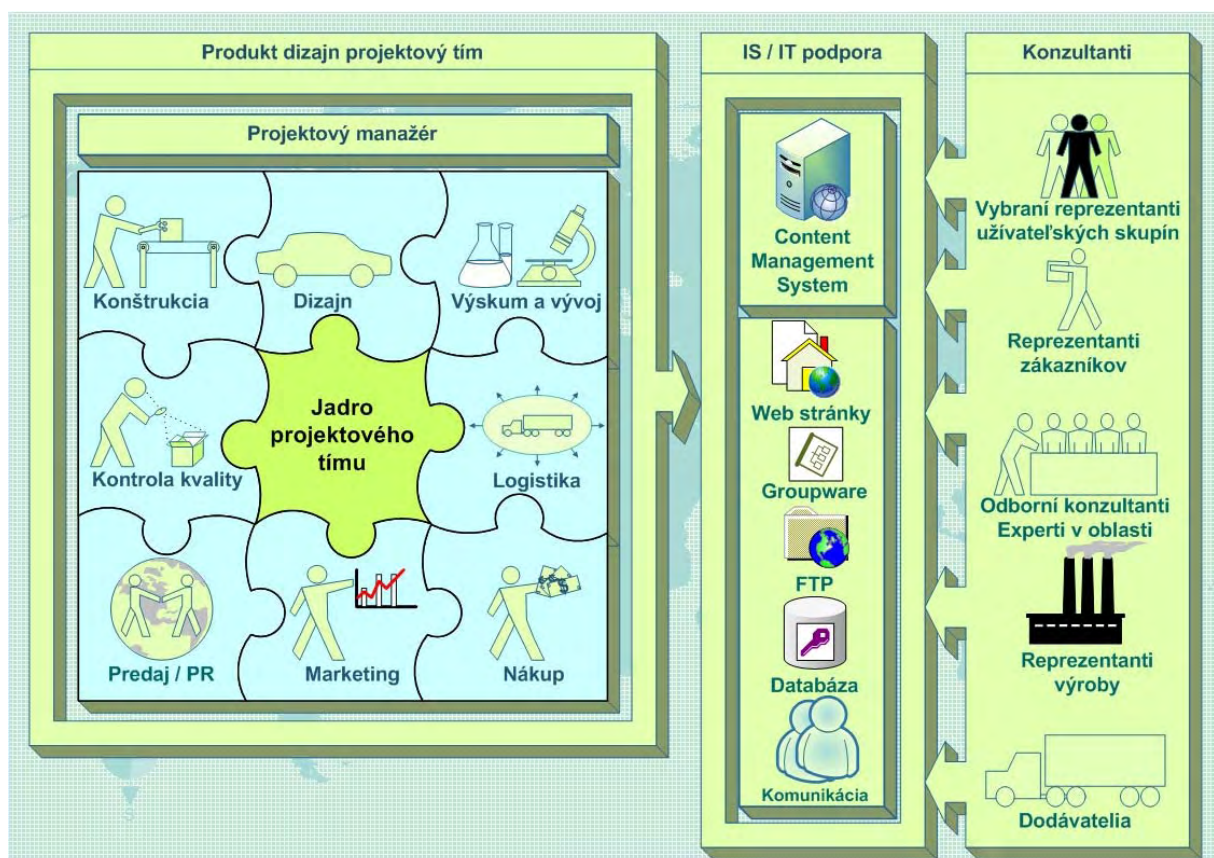 Produkt dizajn projektový tím
Projektový manažér
Konštrukcia
Dizajn
Výskum a vývoj
Kontrola kvality
Jadro
projektového
tímu
Logistika
Predaj / PR
Marketing
Nákup
IS / IT podpora
Content
Management
System
Web stránky
Groupware
FTP
Databáza
Komunikácia
Konzultanti
Vybraní reprezentanti
užívateľských skupín
Reprezentanti
zákazníkov
Odborní konzultanti
Experti v oblasti
Reprezentanti
výroby
Dodávatelia